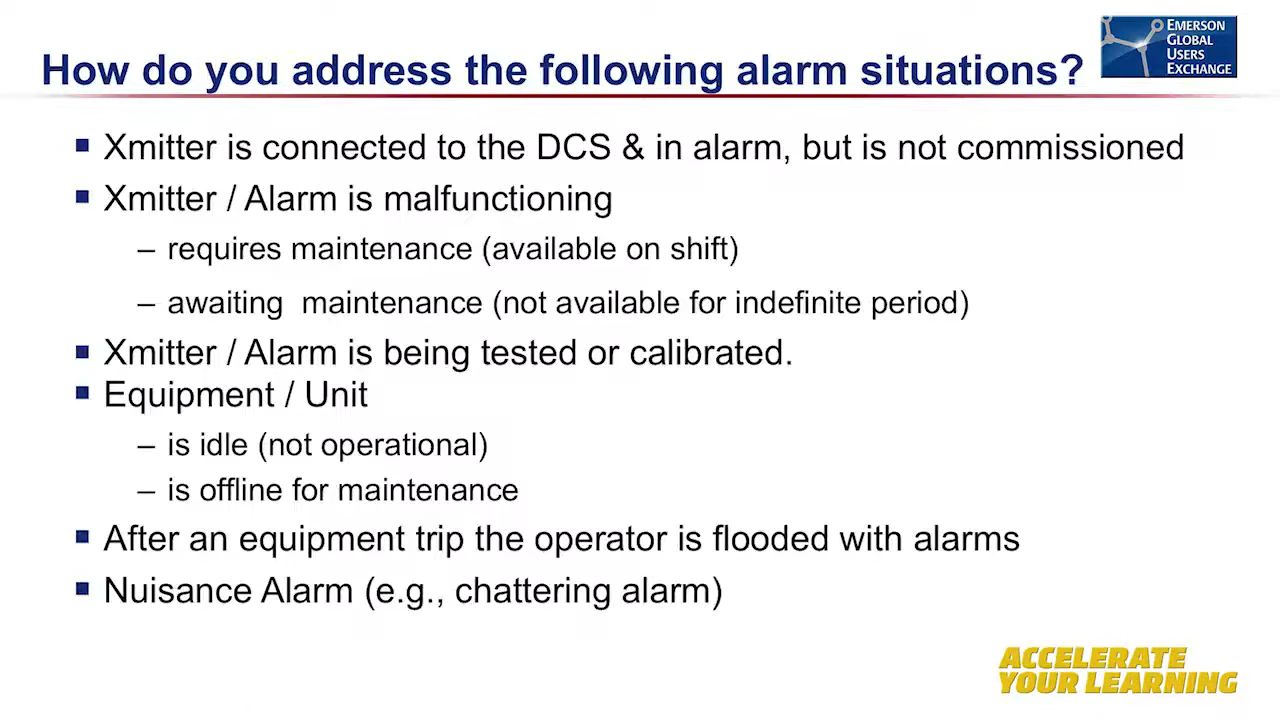 How do you address the following alarm situations?
EMERSON
GLOBAL
USERS
EXCHANGE
Xmitter is connected to the DCS & in alarm, but is not commissioned
Xmitter / Alarm is malfunctioning
– requires maintenance (available on shift)
– awaiting maintenance (not available for indefinite period)
Xmitter / Alarm is being tested or calibrated.
Equipment / Unit
– is idle (not operational)
– is offline for maintenance
After an equipment trip the operator is flooded with alarms
Nuisance Alarm (e.g., chattering alarm)
ACCELERATE
YOUR LEARNING